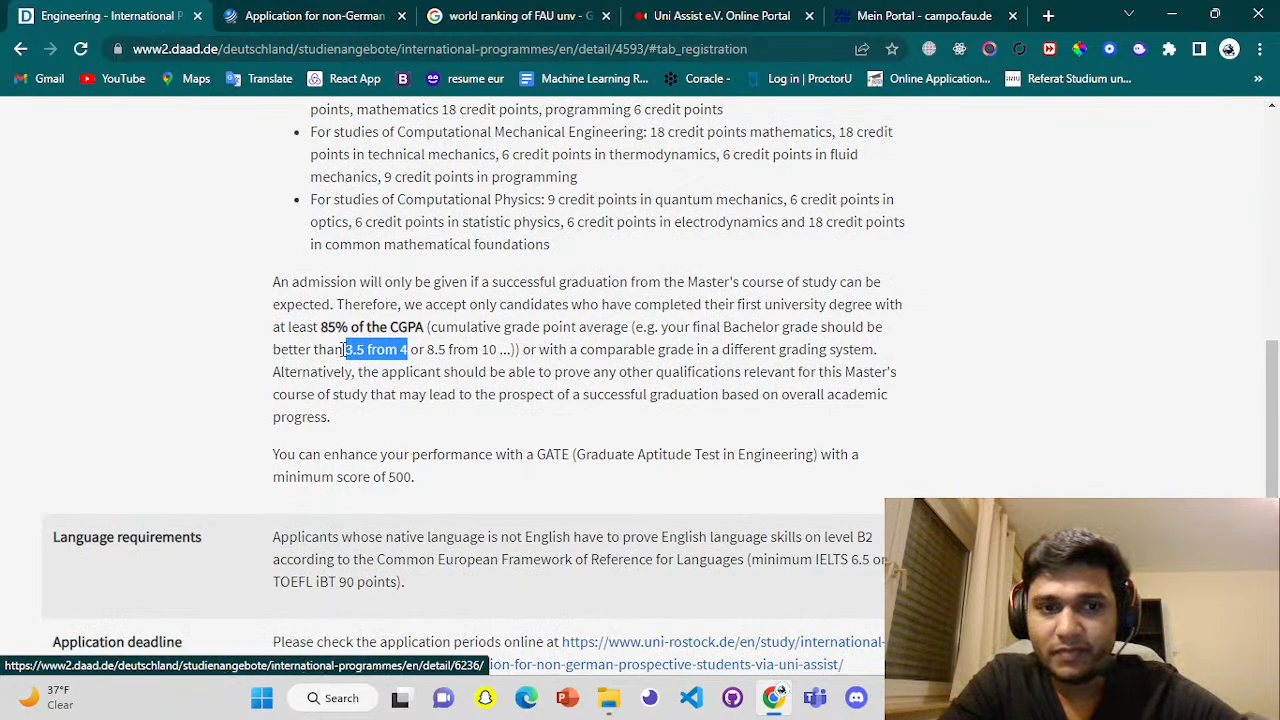 Engineering - International P
Application for non-German
world ranking of FAU unv - G
Uni Assist e.V. Online Portal
Mein Portal - campo.fau.de
www2.daad.de/deutschland/studienangebote/international-programmes/en/detail/4593/#tab_registration
Gmail
YouTube
Maps
Translate
React App
resume eur
Machine Learning R...
Coracle -
Log in | ProctorU
Online Application...
Referat Studium un...
points, mathematics 18 credit points, programming 6 credit points
• For studies of Computational Mechanical Engineering: 18 credit points mathematics, 18 credit
points in technical mechanics, 6 credit points in thermodynamics, 6 credit points in fluid
mechanics, 9 credit points in programming
• For studies of Computational Physics: 9 credit points in quantum mechanics, 6 credit points in
optics, 6 credit points in statistic physics, 6 credit points in electrodynamics and 18 credit points
in common mathematical foundations
An admission will only be given if a successful graduation from the Master's course of study can be
expected. Therefore, we accept only candidates who have completed their first university degree with
at least 85% of the CGPA (cumulative grade point average (e.g. your final Bachelor grade should be
better than 3.5 from 4 or 8.5 from 10 ...)) or with a comparable grade in a different grading system.
Alternatively, the applicant should be able to prove any other qualifications relevant for this Master's
course of study that may lead to the prospect of a successful graduation based on overall academic
progress.
You can enhance your performance with a GATE (Graduate Aptitude Test in Engineering) with a
minimum score of 500.
Language requirements
Applicants whose native language is not English have to prove English language skills on level B2
according to the Common European Framework of Reference for Languages (minimum IELTS 6.5 or
TOEFL iBT 90 points).
Application deadline
Please check the application periods online at https://www.uni-rostock.de/en/study/international-
https://www2.daad.de/deutschland/studienangebote/international-programmes/en/detail/6236/
ion-for-non-german-prospective-students-via-uni-assist/
37°F
Clear
Search